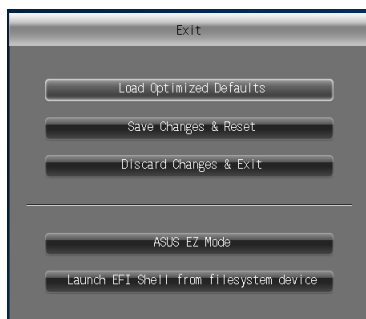 Exit
Load Optimized Defaults
Save Changes & Reset
Discard Changes & Exit
ASUS EZ Mode
Launch EFI Shell from filesystem device